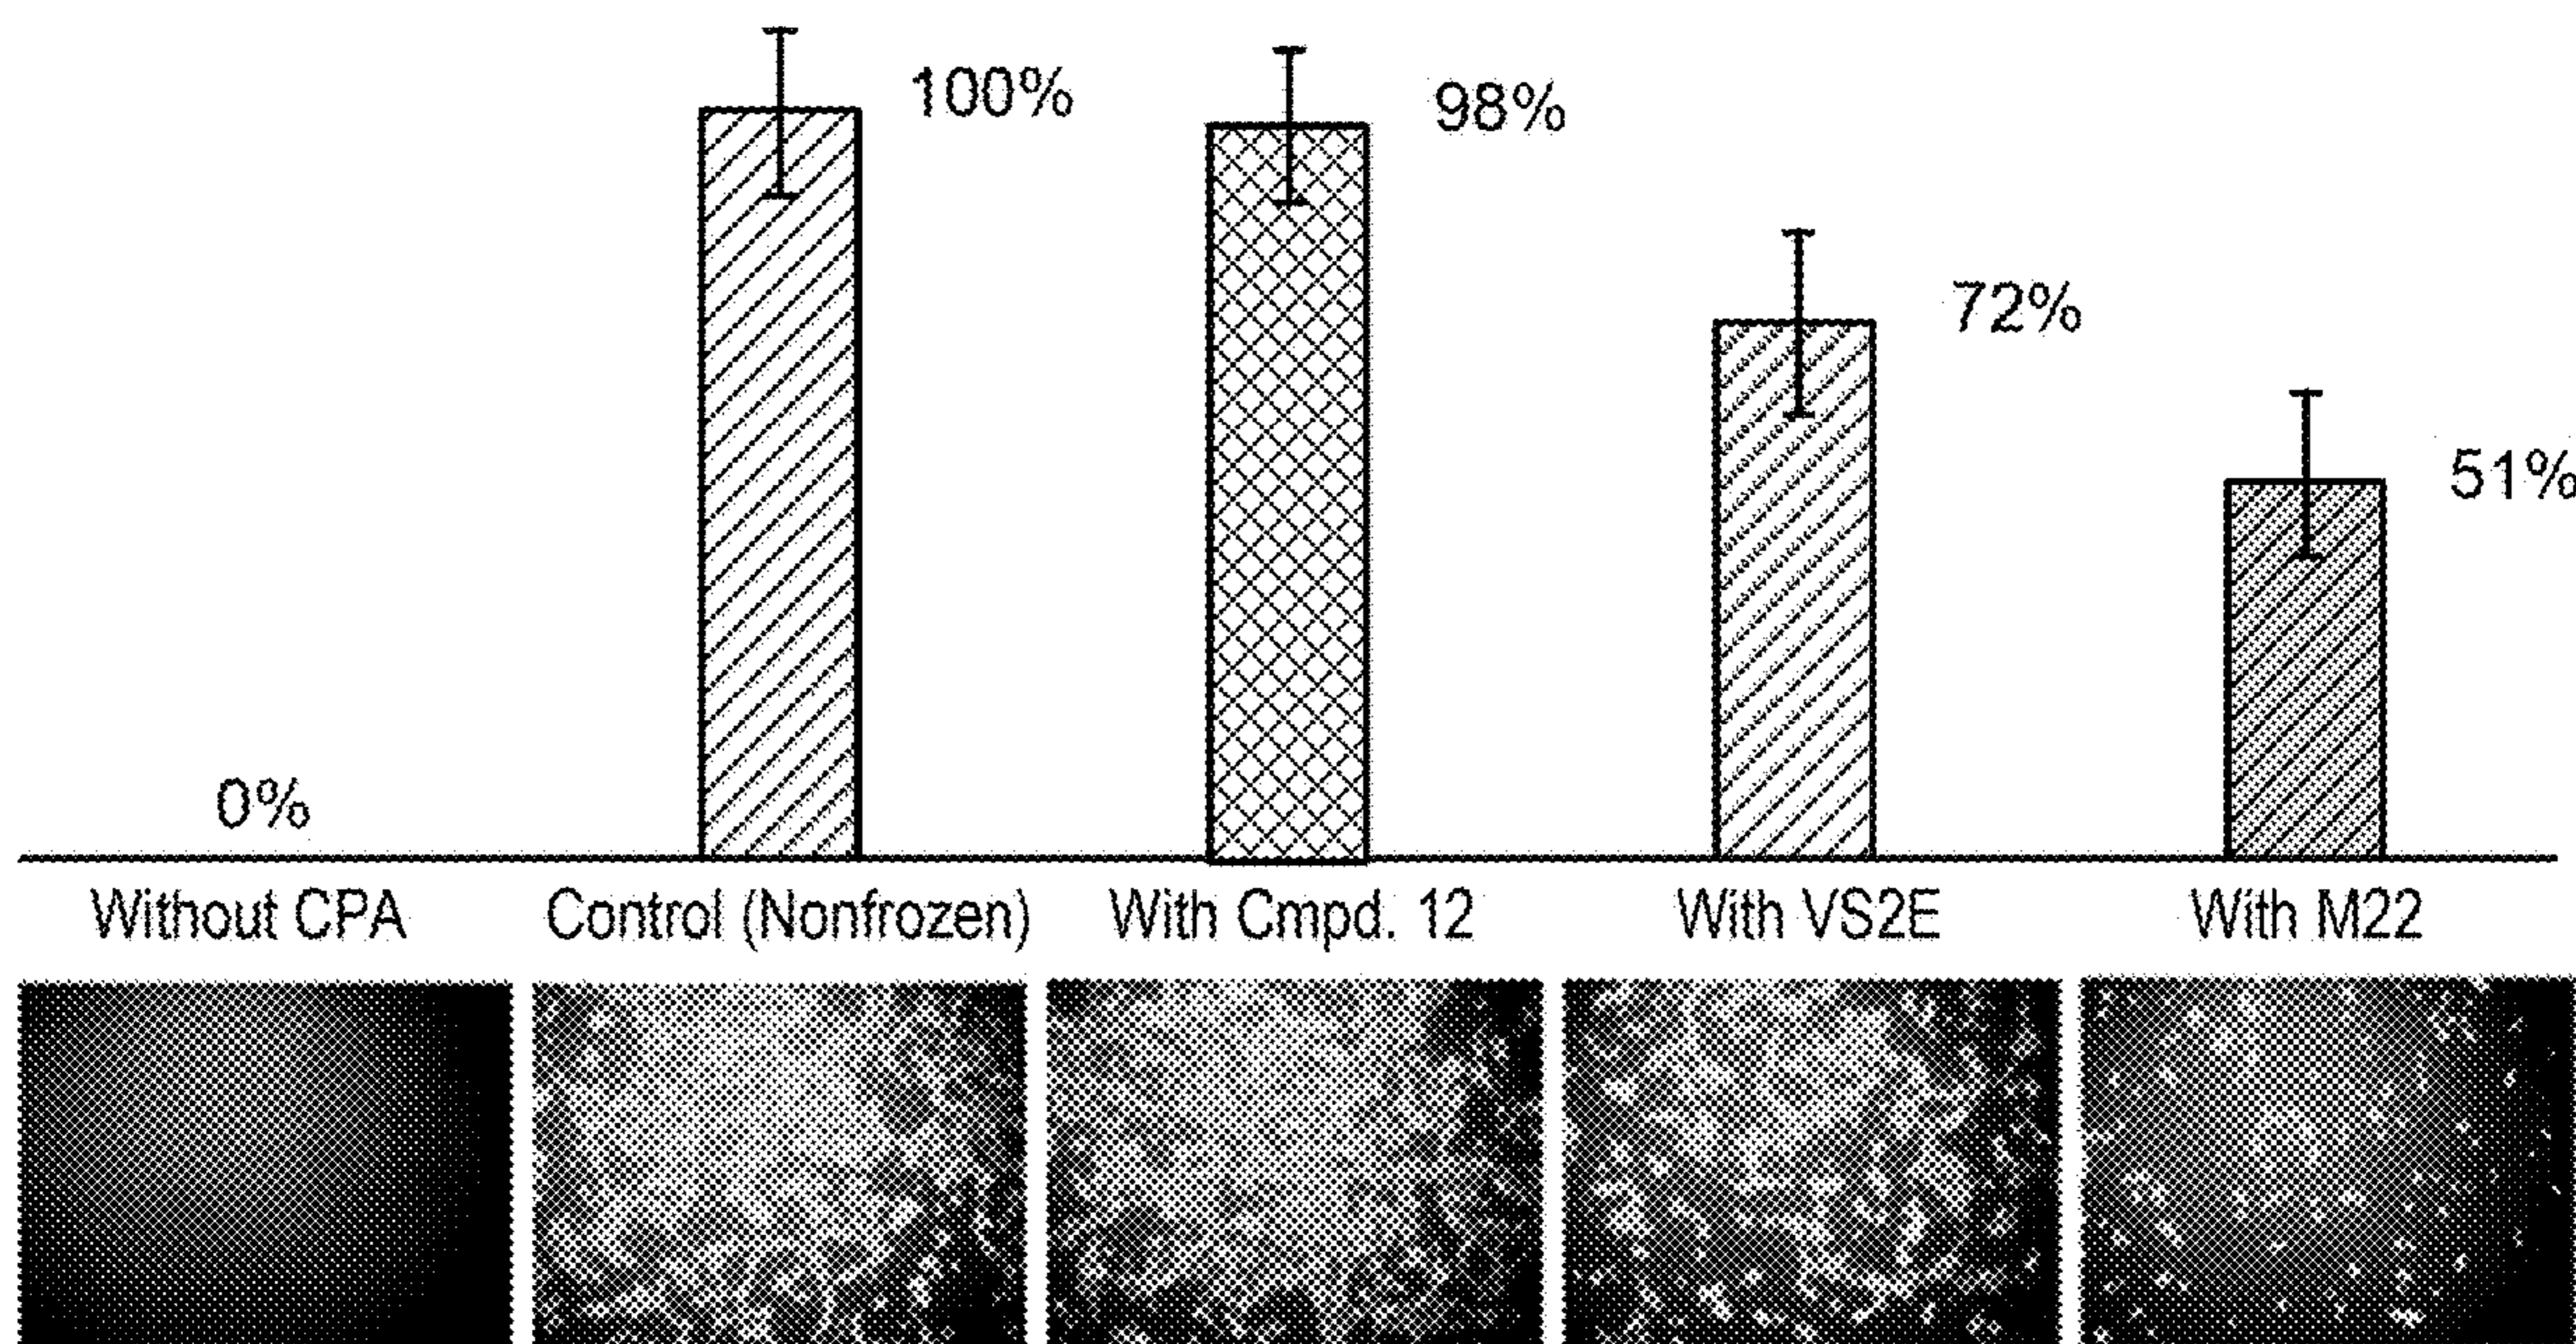 100%
98%
72%
51%
0%
Without CPA
Control (Nonfrozen)
With Cmpd. 12
With VS2E
With M22